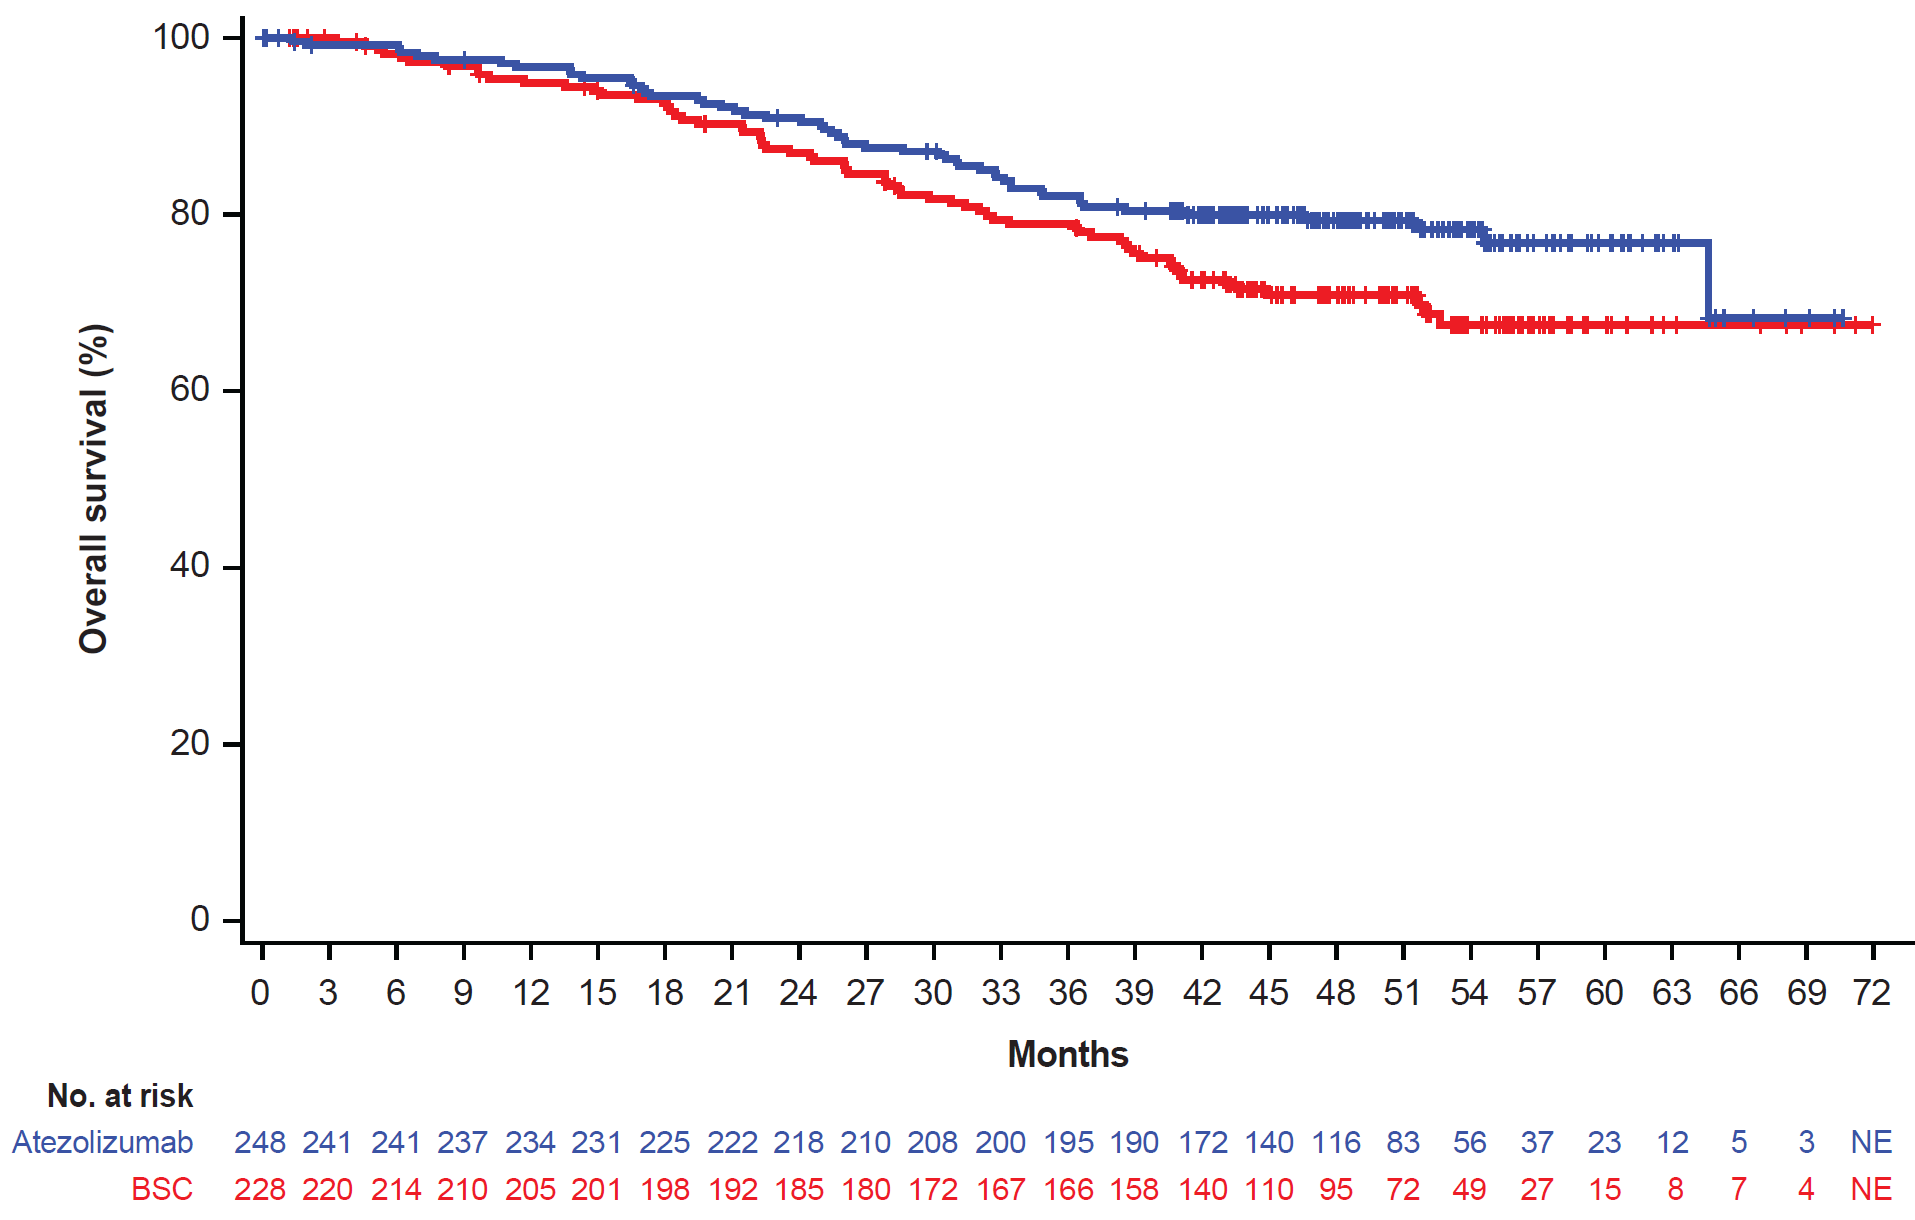 100
80
60
40
20
0
Overall survival (%)
0 3 6 9 12 15 18 21 24 27 30 33 36 39 42 45 48 51 54 57 60 63 66 69 72
Months
No. at risk
Atezolizumab 248 241 241 237 234 231 225 222 218 210 208 200 195 190 172 140 116 83 56 37 23 12 5 3 NE
BSC 228 220 214 210 205 201 198 192 185 180 172 167 166 158 140 110 95 72 49 27 15 8 7 4 NE